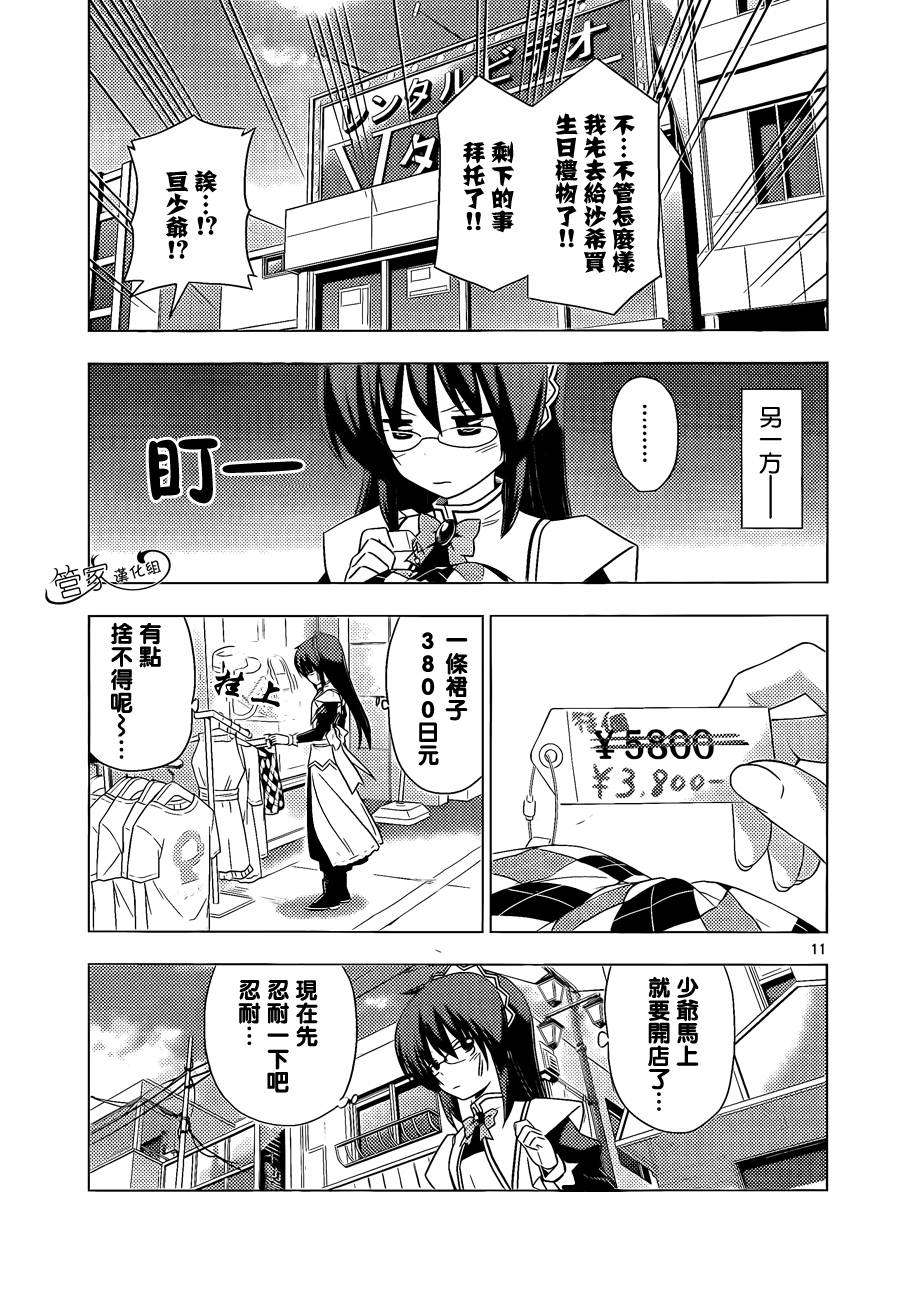 レンタルビデオ
V タ
不…不管怎麼樣
我先去給沙希買
生日禮物了!!
剩下的事
拜托了!!
誒…!?
亘少爺!?
另一方——
………
盯—
管家漢化組
¥5800
¥3,800-
一條裙子
3800日元
掛上
有點
捨不得呢～…
11
少爺馬上
就要開店了…
現在先
忍耐一下吧
忍耐…